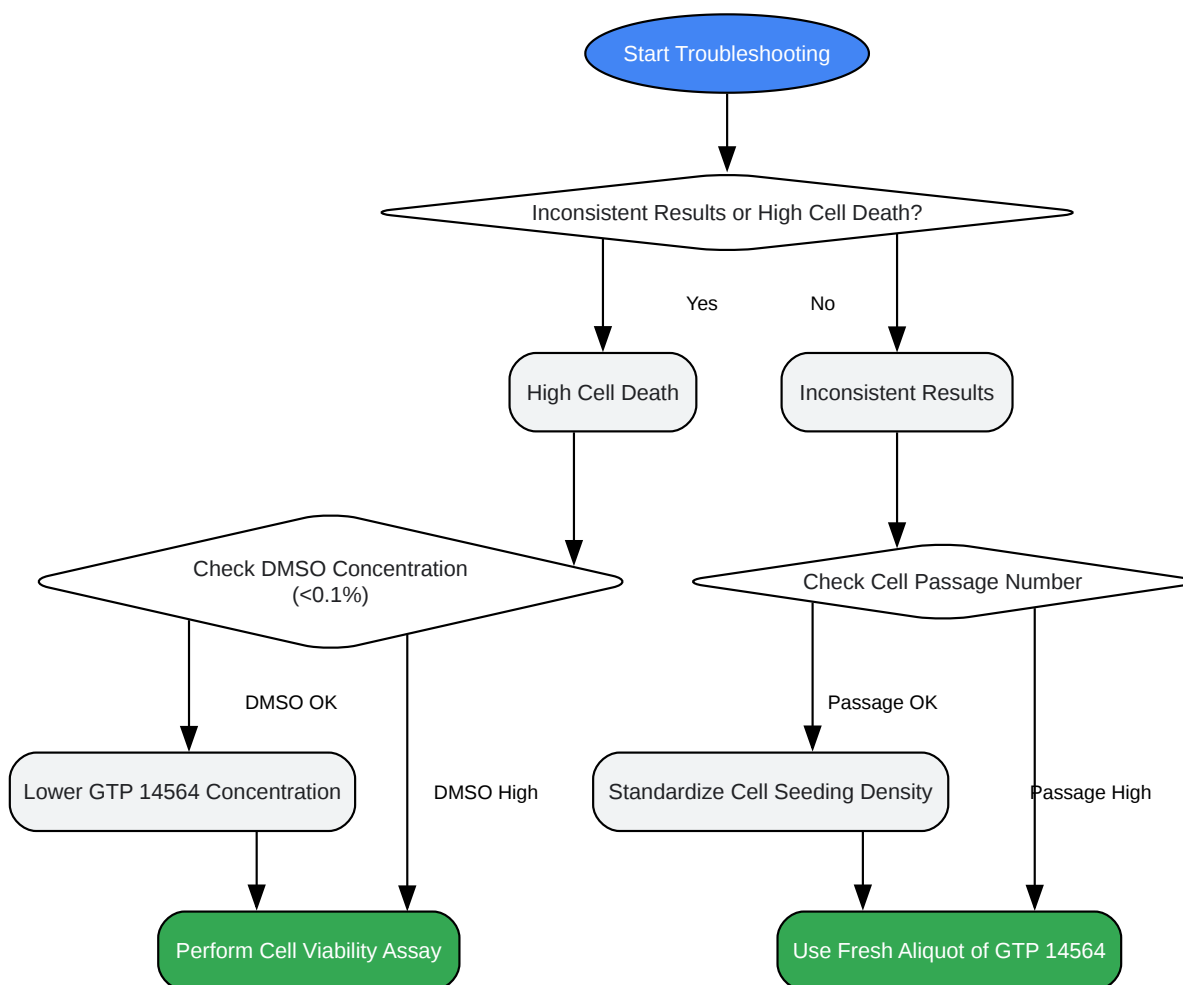 Start Troubleshooting
Inconsistent Results or High Cell Death?
Yes
No
High Cell Death
Inconsistent Results
Check DMSO Concentration
(<0.1%)
Check Cell Passage Number
DMSO OK
Passage OK
Lower GTP 14564 Concentration
DMSO High
Standardize Cell Seeding Density
Passage High
Perform Cell Viability Assay
Use Fresh Aliquot of GTP 14564